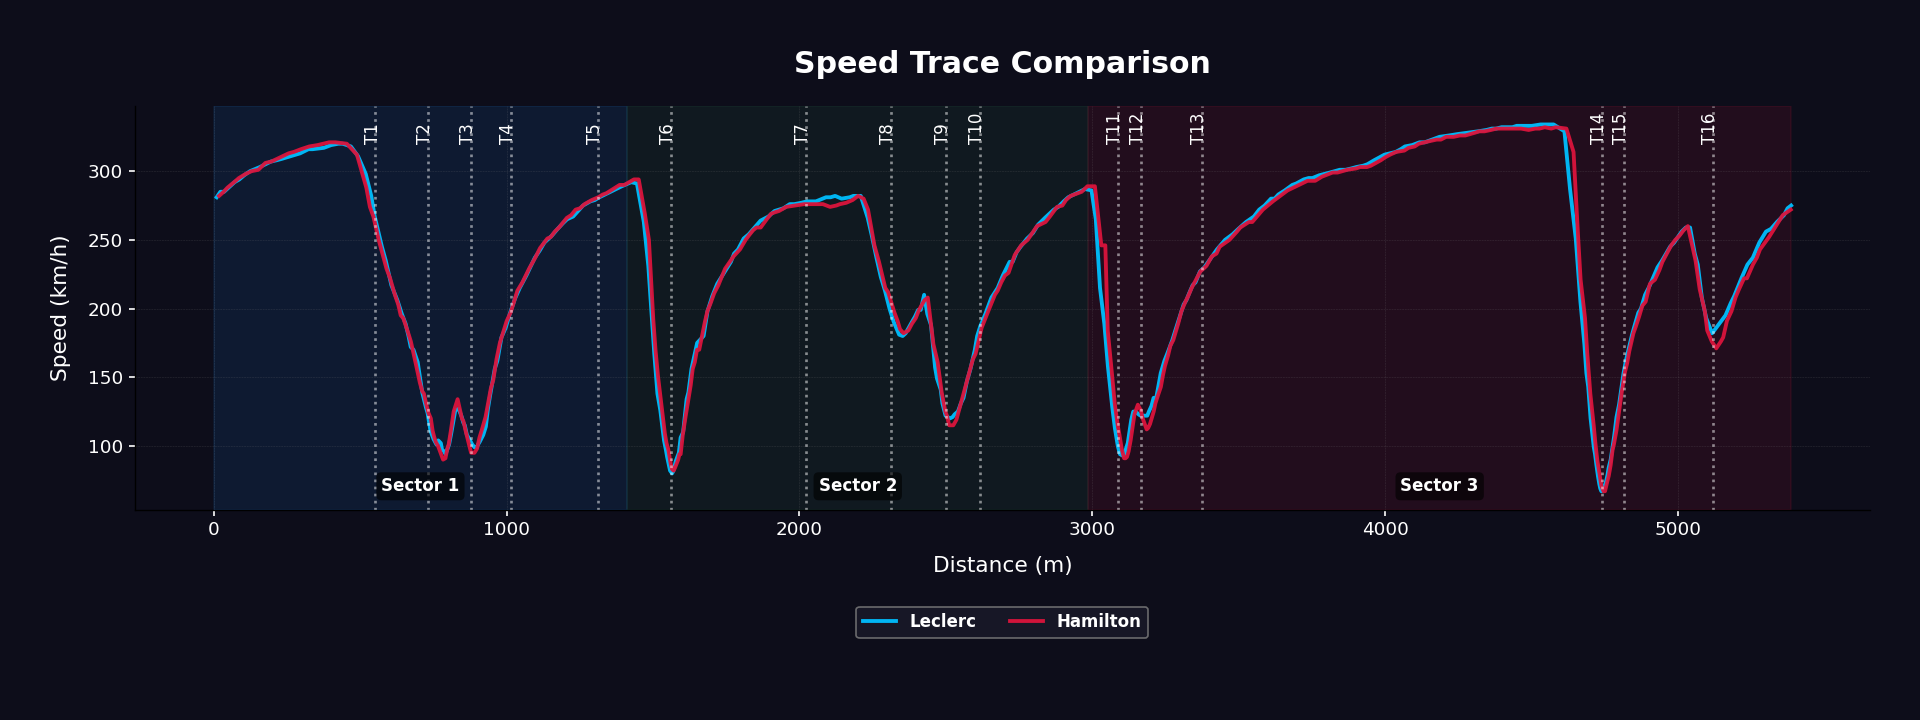 Speed Trace Comparison
T1 T2 T3 T4 T5 T6 T7 T8 T9 T10 T11 T12 T13 T14 T15 T16
300
250
200
150
100
Speed (km/h)
Sector 1 Sector 2 Sector 3
0 1000 2000 3000 4000 5000
Distance (m)
Leclerc Hamilton